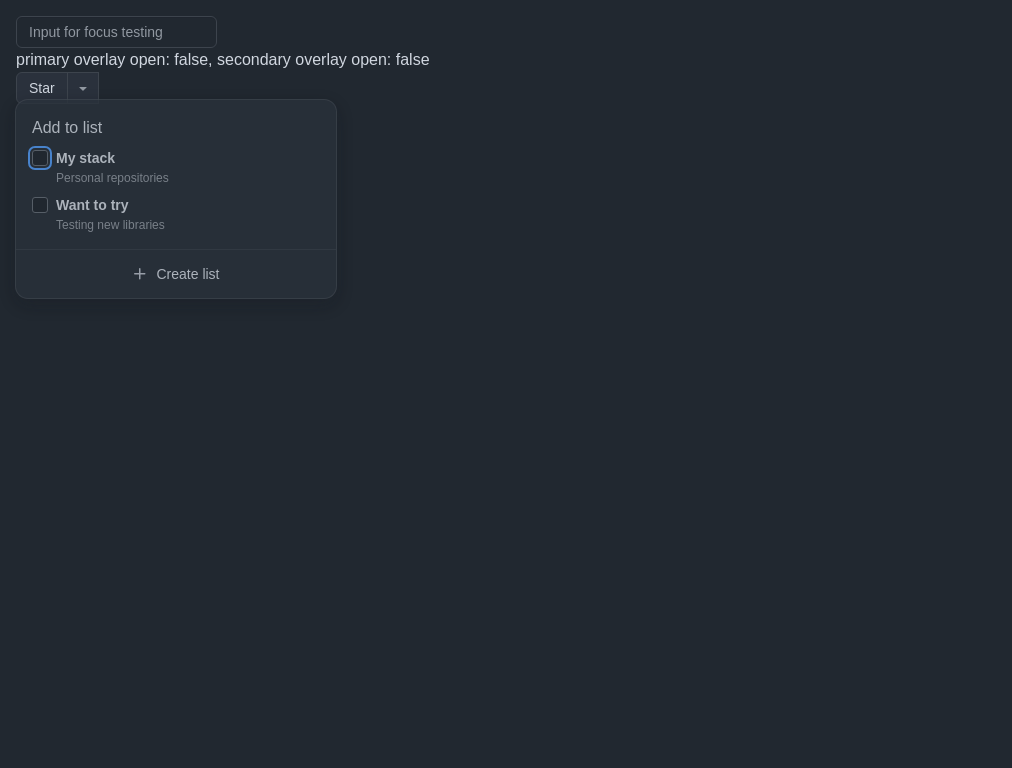 Input for focus testing
primary overlay open: false, secondary overlay open: false
Star
Add to list
My stack
Personal repositories
Want to try
Testing new libraries
Create list